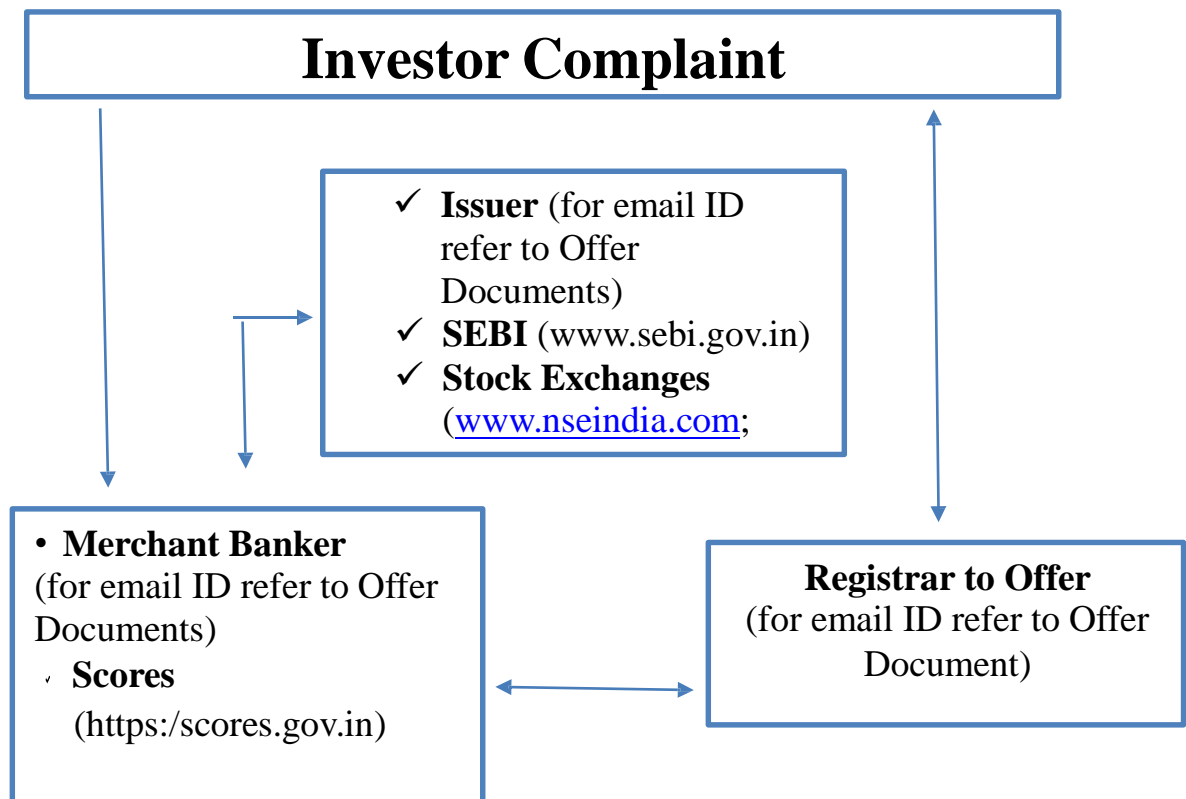 Investor Complaint
✓ Issuer (for email ID
refer to Offer
Documents)
✓ SEBI (www.sebi.gov.in)
✓ Stock Exchanges
(www.nseindia.com;
• Merchant Banker
(for email ID refer to Offer
Documents)
✓ Scores
(https:/scores.gov.in)
Registrar to Offer
(for email ID refer to Offer
Document)